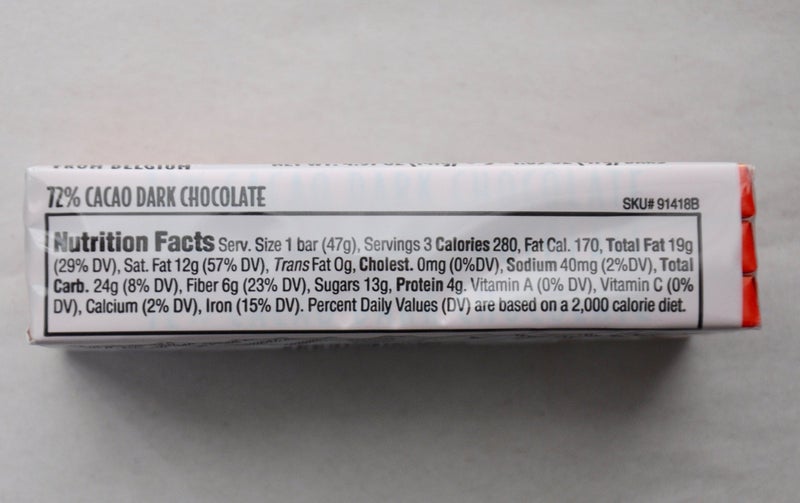 FROM BELGIUM
72% CACAO DARK CHOCOLATE
SKU# 91418B
Nutrition Facts Serv. Size 1 bar (47g), Servings 3 Calories 280, Fat Cal. 170, Total Fat 19g
(29% DV), Sat. Fat 12g (57% DV), Trans Fat 0g, Cholest. 0mg (0%DV), Sodium 40mg (2%DV), Total
Carb. 24g (8% DV), Fiber 6g (23% DV), Sugars 13g, Protein 4g. Vitamin A (0% DV), Vitamin C (0%
DV), Calcium (2% DV), Iron (15% DV). Percent Daily Values (DV) are based on a 2,000 calorie diet.